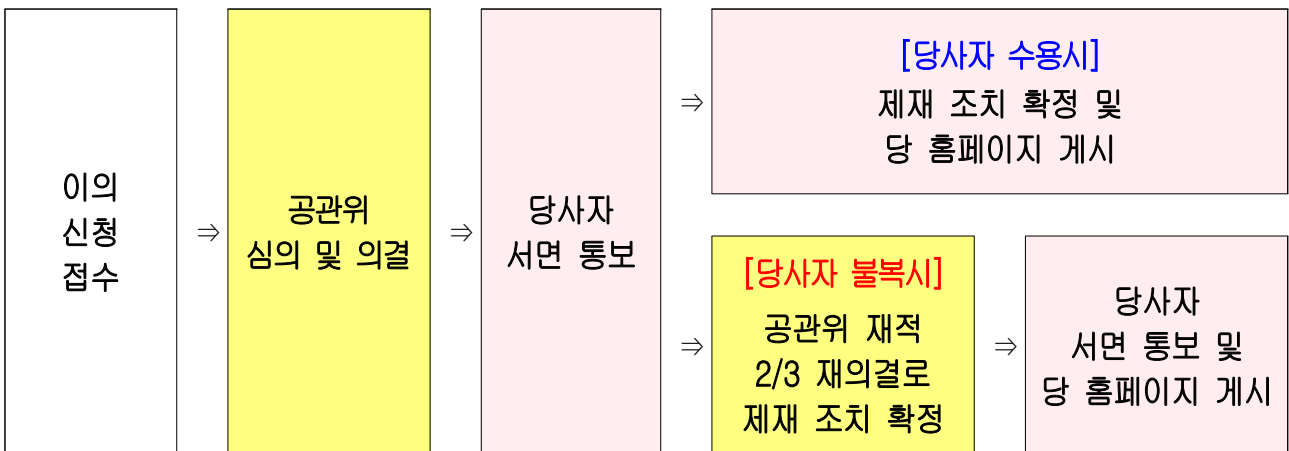 이의
신청
접수
⇒
공관위
심의 및 의결
⇒
당사자
서면 통보
⇒
[당사자 수용시]
제재 조치 확정 및
당 홈페이지 게시
⇒
[당사자 불복시]
공관위 재적
2/3 재의결로
제재 조치 확정
⇒
당사자
서면 통보 및
당 홈페이지 게시